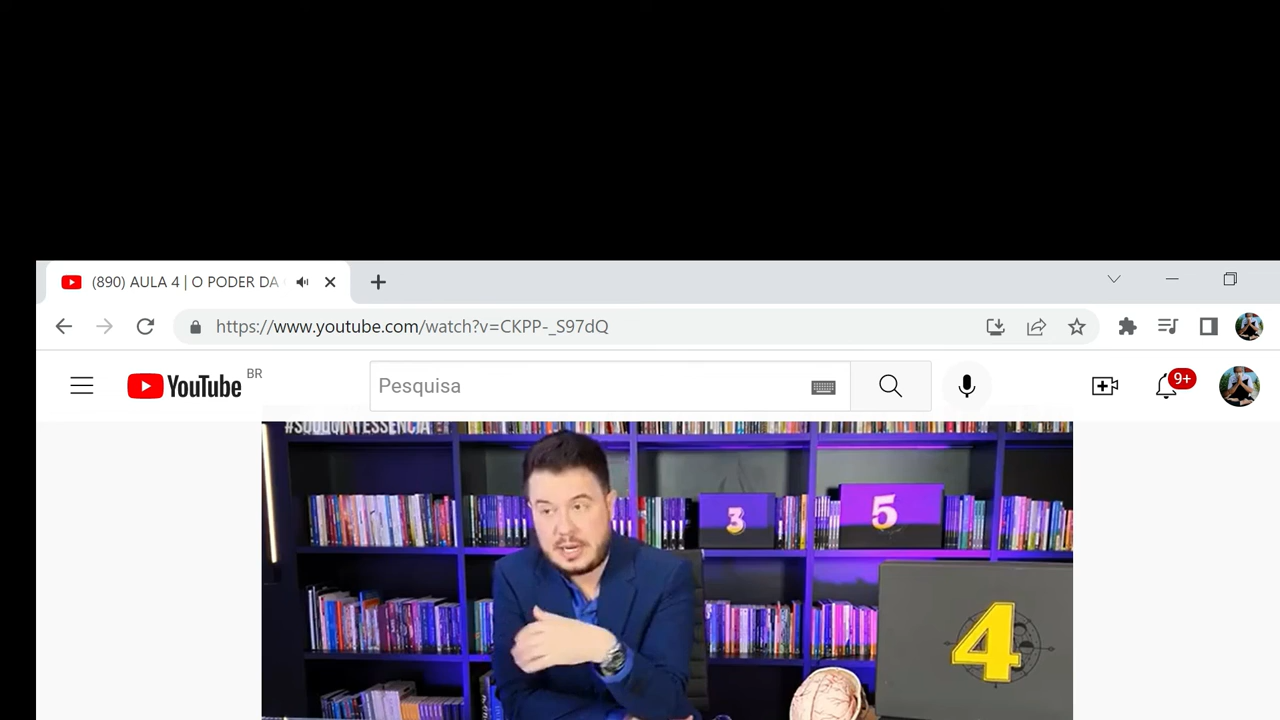 (890) AULA 4 | O PODER DA
https://www.youtube.com/watch?v=CKPP-_S97dQ
YouTube BR
Pesquisa
9+
#SOUQUINTESSÊNCIA
3
5
4